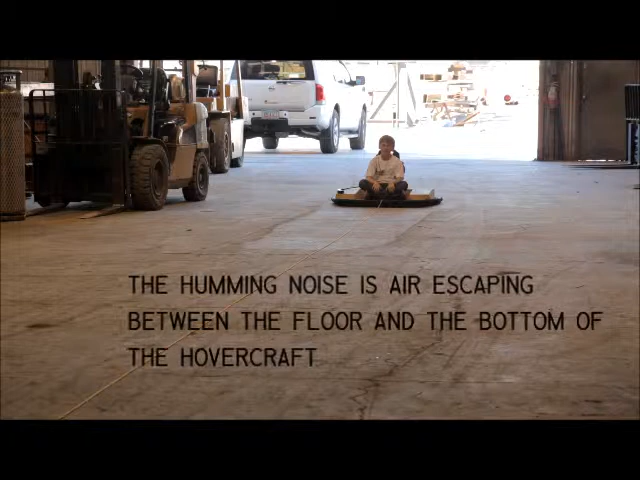 THE HUMMING NOISE IS AIR ESCAPING
BETWEEN THE FLOOR AND THE BOTTOM OF
THE HOVERCRAFT